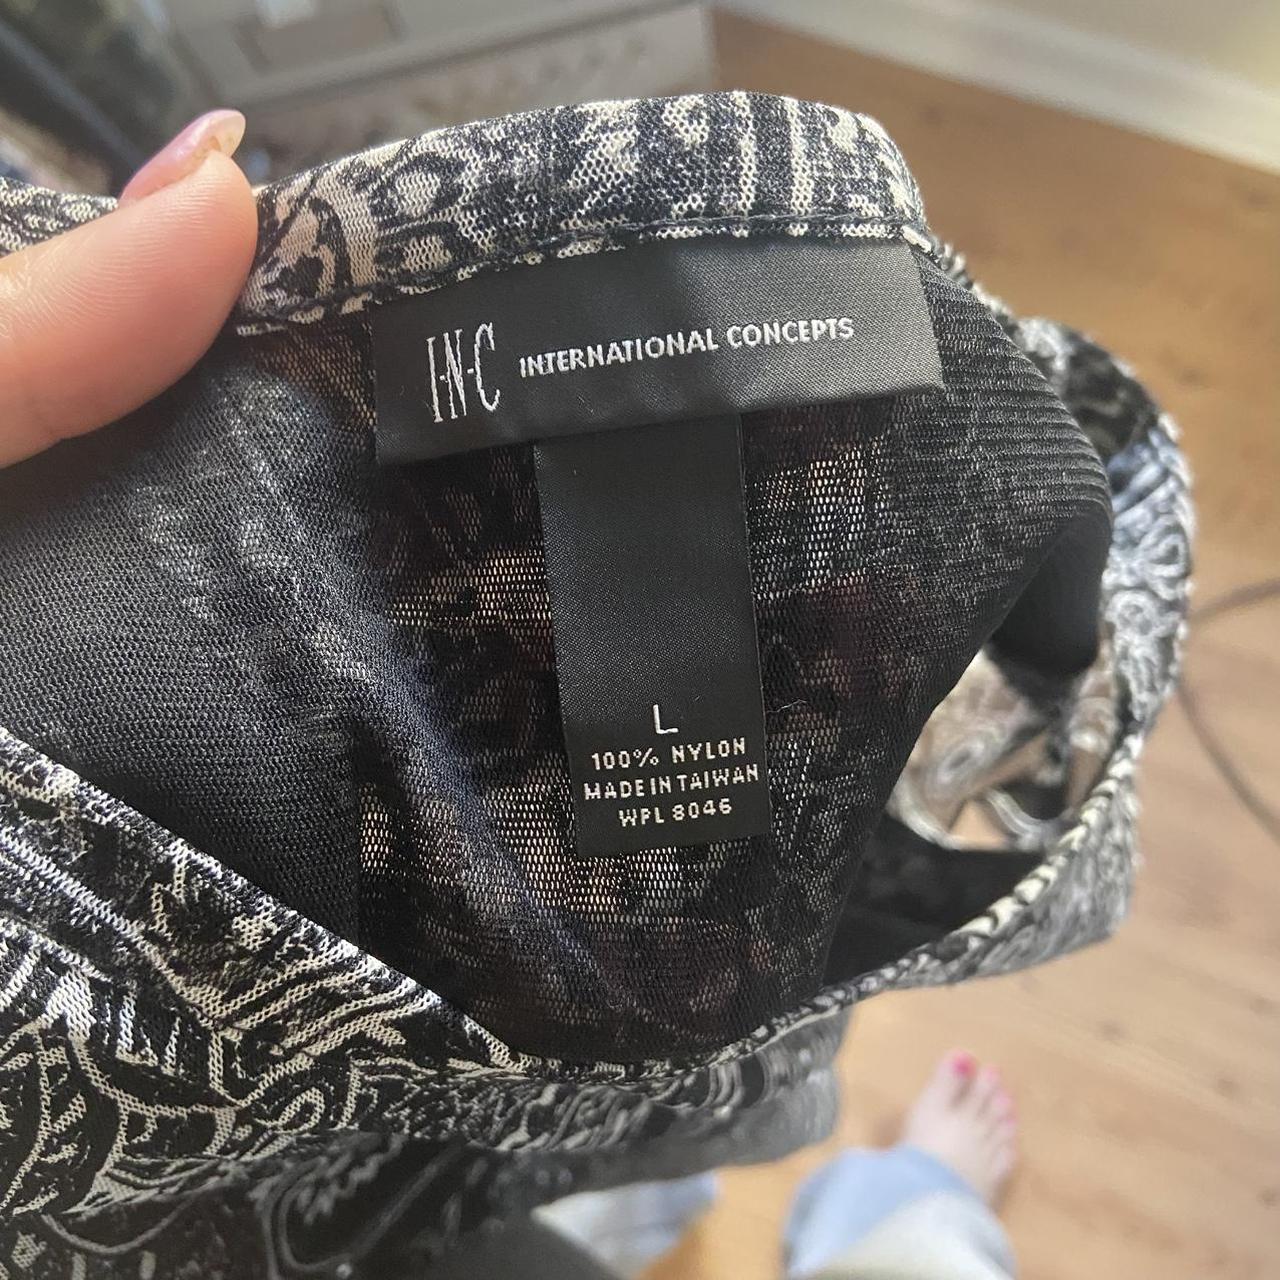 I·N·C INTERNATIONAL CONCEPTS
L
100% NYLON
MADE IN TAIWAN
WPL 8046